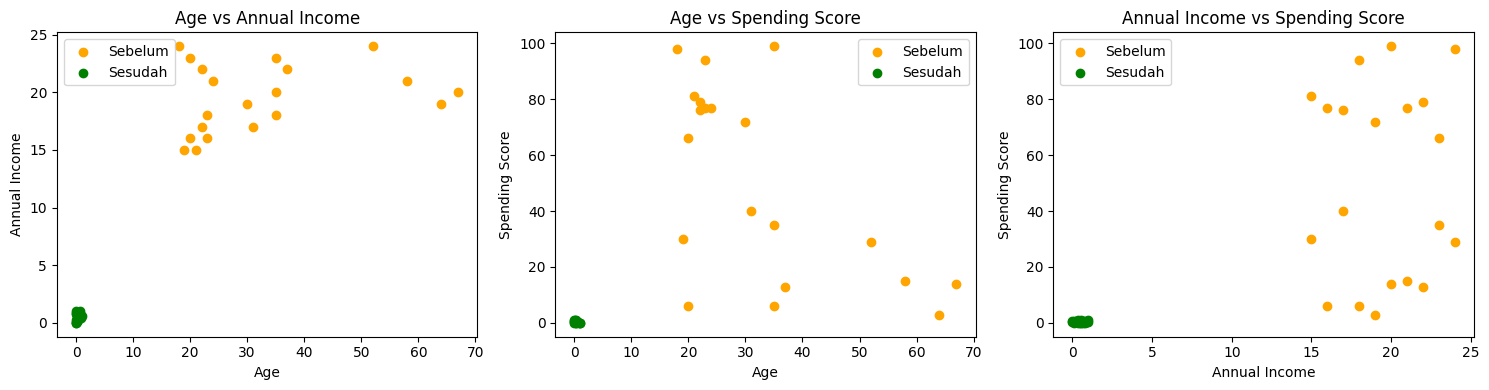 Age vs Annual Income
Sebelum
Sesudah
25
20
15
10
5
0
Annual Income
0 10 20 30 40 50 60 70
Age
Age vs Spending Score
Sebelum
Sesudah
100
80
60
40
20
0
Spending Score
0 10 20 30 40 50 60 70
Age
Annual Income vs Spending Score
Sebelum
Sesudah
100
80
60
40
20
0
Spending Score
0 5 10 15 20 25
Annual Income